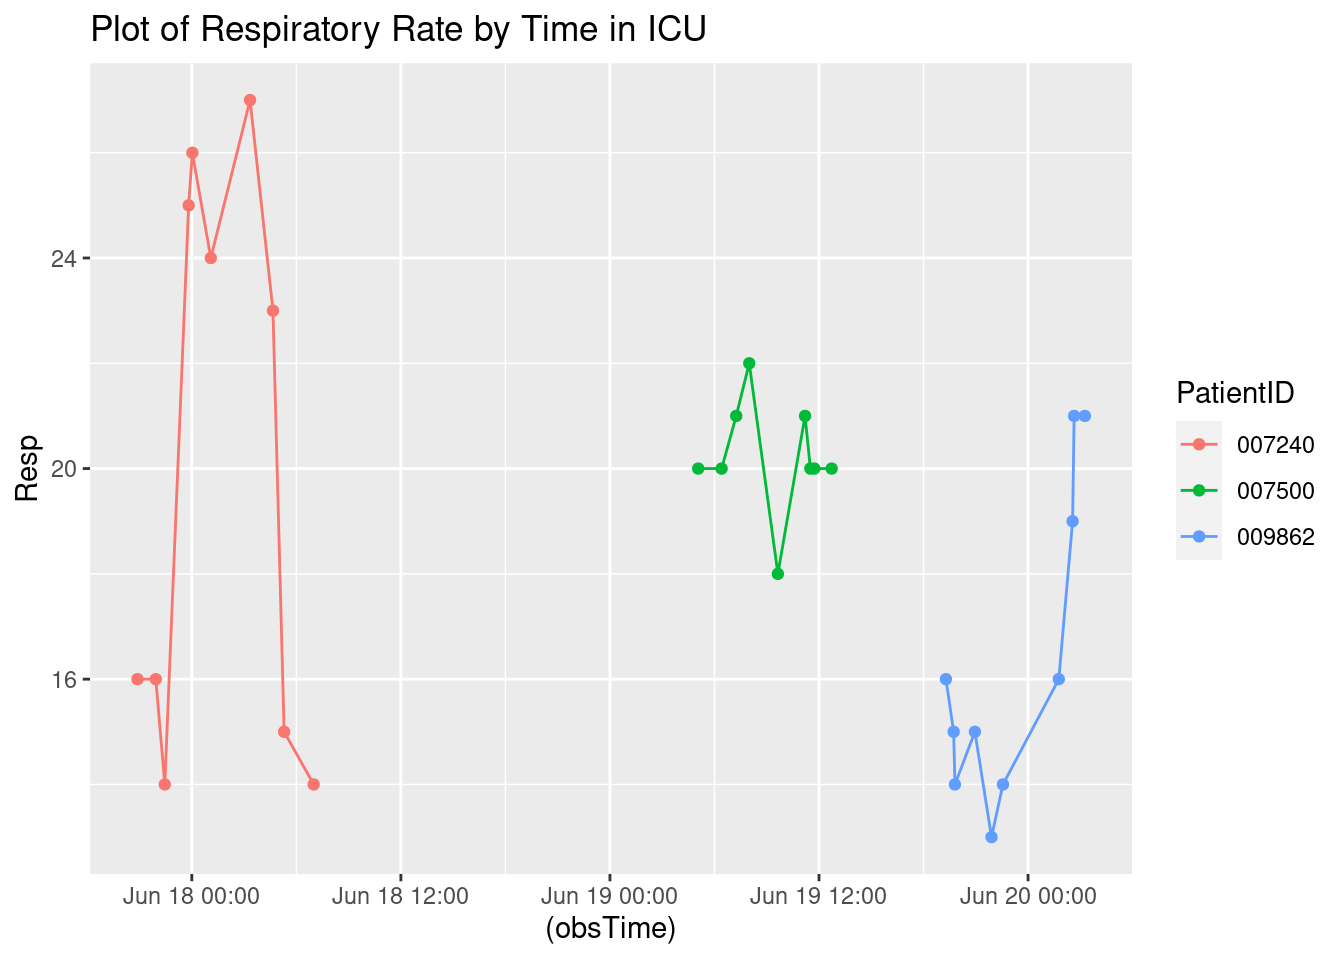 Plot of Respiratory Rate by Time in ICU
Resp
24
20
16
Jun 18 00:00
Jun 18 12:00
Jun 19 00:00
Jun 19 12:00
Jun 20 00:00
(obsTime)
PatientID
007240
007500
009862